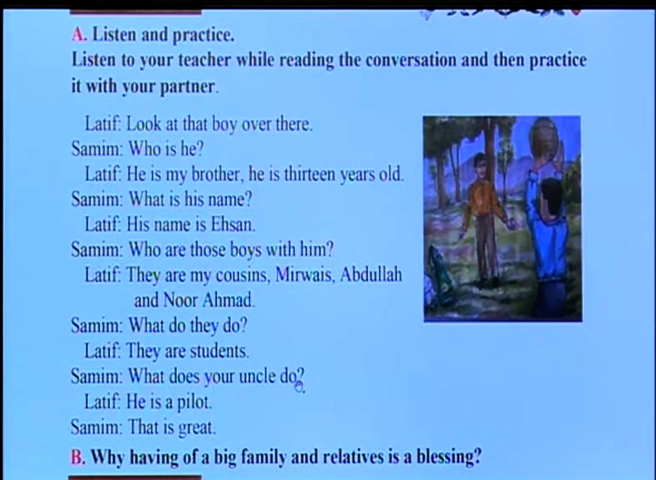 A. Listen and practice.
Listen to your teacher while reading the conversation and then practice
it with your partner.
Latif: Look at that boy over there.
Samim: Who is he?
Latif: He is my brother, he is thirteen years old.
Samim: What is his name?
Latif: His name is Ehsan.
Samim: Who are those boys with him?
Latif: They are my cousins, Mirwais, Abdullah
and Noor Ahmad.
Samim: What do they do?
Latif: They are students.
Samim: What does your uncle do?
Latif: He is a pilot.
Samim: That is great.
B. Why having of a big family and relatives is a blessing?